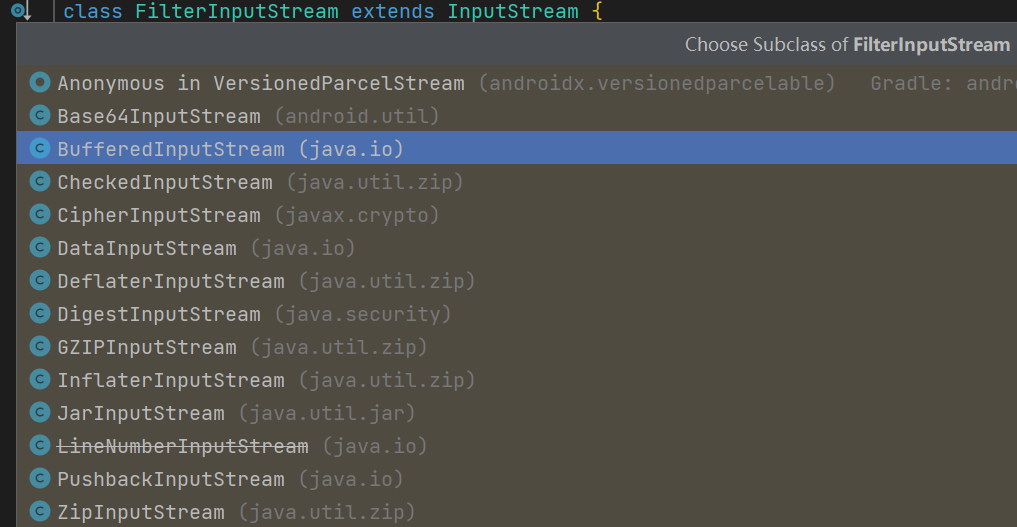 class FilterInputStream extends InputStream {
Choose Subclass of FilterInputStream
Anonymous in VersionedParcelStream (androidx.versionedparcelable) Gradle: andr
C Base64InputStream (android.util)
C BufferedInputStream (java.io)
C CheckedInputStream (java.util.zip)
C CipherInputStream (javax.crypto)
C DataInputStream (java.io)
C DeflaterInputStream (java.util.zip)
C DigestInputStream (java.security)
C GZIPInputStream (java.util.zip)
C InflaterInputStream (java.util.zip)
C JarInputStream (java.util.jar)
C LineNumberInputStream (java.io)
C PushbackInputStream (java.io)
C ZipInputStream (java.util.zip)